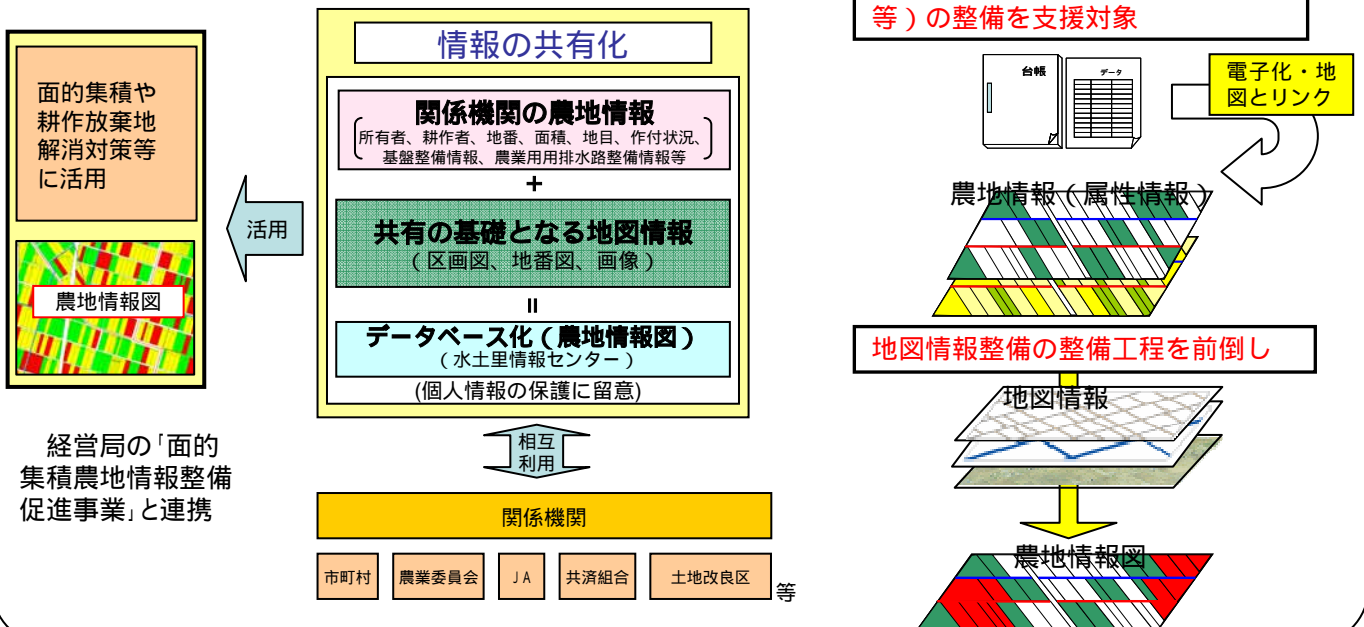 面的集積や
耕作放棄地
解消対策等
に活用
農地情報図
経営局の「面的
集積農地情報整備
促進事業」と連携
活用
情報の共有化
関係機関の農地情報
所有者、耕作者、地番、面積、地目、作付状況、
基盤整備情報、農業用用排水路整備情報等
+
共有の基礎となる地図情報
(区画図、地番図、画像)
=
データベース化(農地情報図)
(水土里情報センター)
(個人情報の保護に留意)
相互
利用
関係機関
市町村
農業委員会
JA
共済組合
土地改良区
等
等)の整備を支援対象
台帳
データ
電子化・地
図とリンク
農地情報(属性情報)
地図情報整備の整備工程を前倒し
地図情報
農地情報図